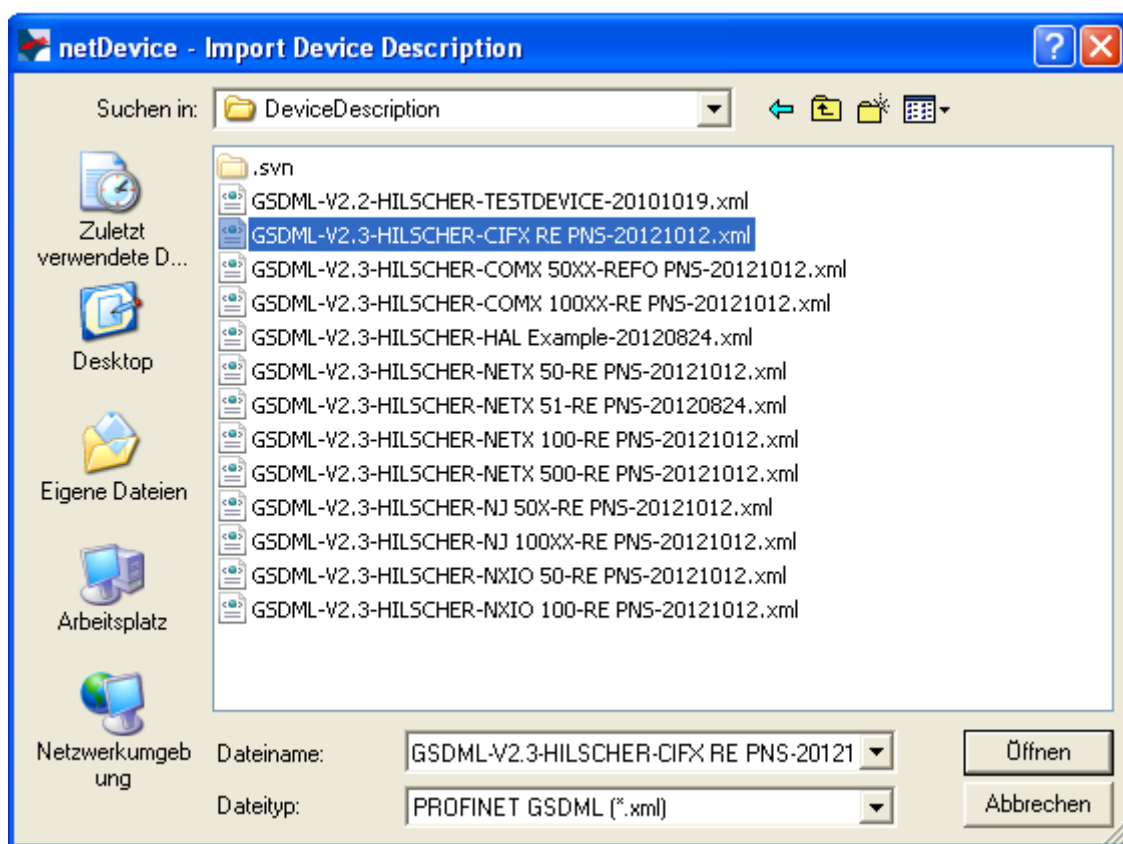 netDevice - Import Device Description
Suchen in:
DeviceDescription
.svn
GSDML-V2.2-HILSCHER-TESTDEVICE-20101019.xml
GSDML-V2.3-HILSCHER-CIFX RE PNS-20121012.xml
GSDML-V2.3-HILSCHER-COMX 50XX-REFO PNS-20121012.xml
GSDML-V2.3-HILSCHER-COMX 100XX-RE PNS-20121012.xml
GSDML-V2.3-HILSCHER-HAL Example-20120824.xml
GSDML-V2.3-HILSCHER-NETX 50-RE PNS-20121012.xml
GSDML-V2.3-HILSCHER-NETX 51-RE PNS-20120824.xml
GSDML-V2.3-HILSCHER-NETX 100-RE PNS-20121012.xml
GSDML-V2.3-HILSCHER-NETX 500-RE PNS-20121012.xml
GSDML-V2.3-HILSCHER-NJ 50X-RE PNS-20121012.xml
GSDML-V2.3-HILSCHER-NJ 100XX-RE PNS-20121012.xml
GSDML-V2.3-HILSCHER-NXIO 50-RE PNS-20121012.xml
GSDML-V2.3-HILSCHER-NXIO 100-RE PNS-20121012.xml
Zuletzt
verwendete D...
Desktop
Eigene Dateien
Arbeitsplatz
Netzwerkumgeb
ung
Dateiname:
GSDML-V2.3-HILSCHER-CIFX RE PNS-20121
Öffnen
Dateityp:
PROFINET GSDML (*.xml)
Abbrechen